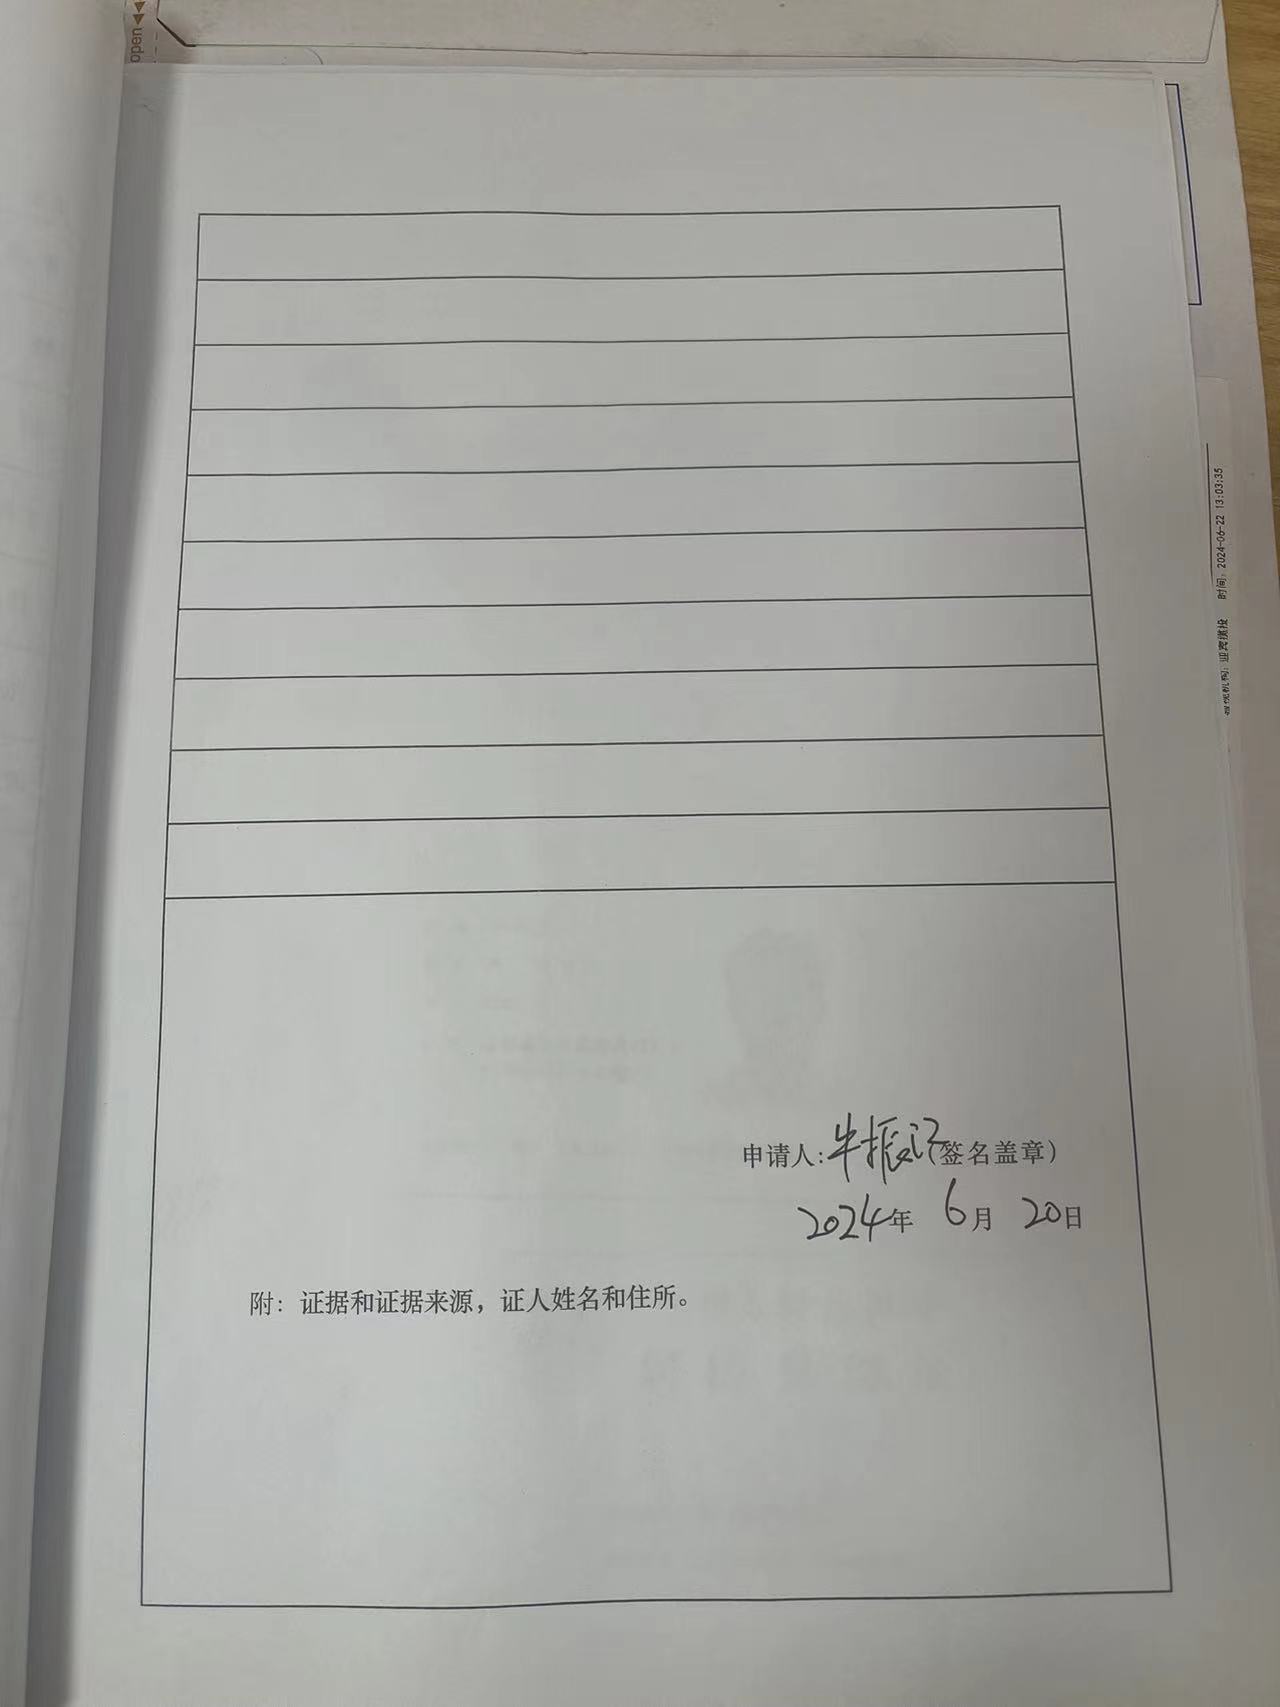 open
时间：2024-06-22 13:03:35
申请人：牛振江（签名盖章）
2024年 6月 20日
附：证据和证据来源，证人姓名和住所。